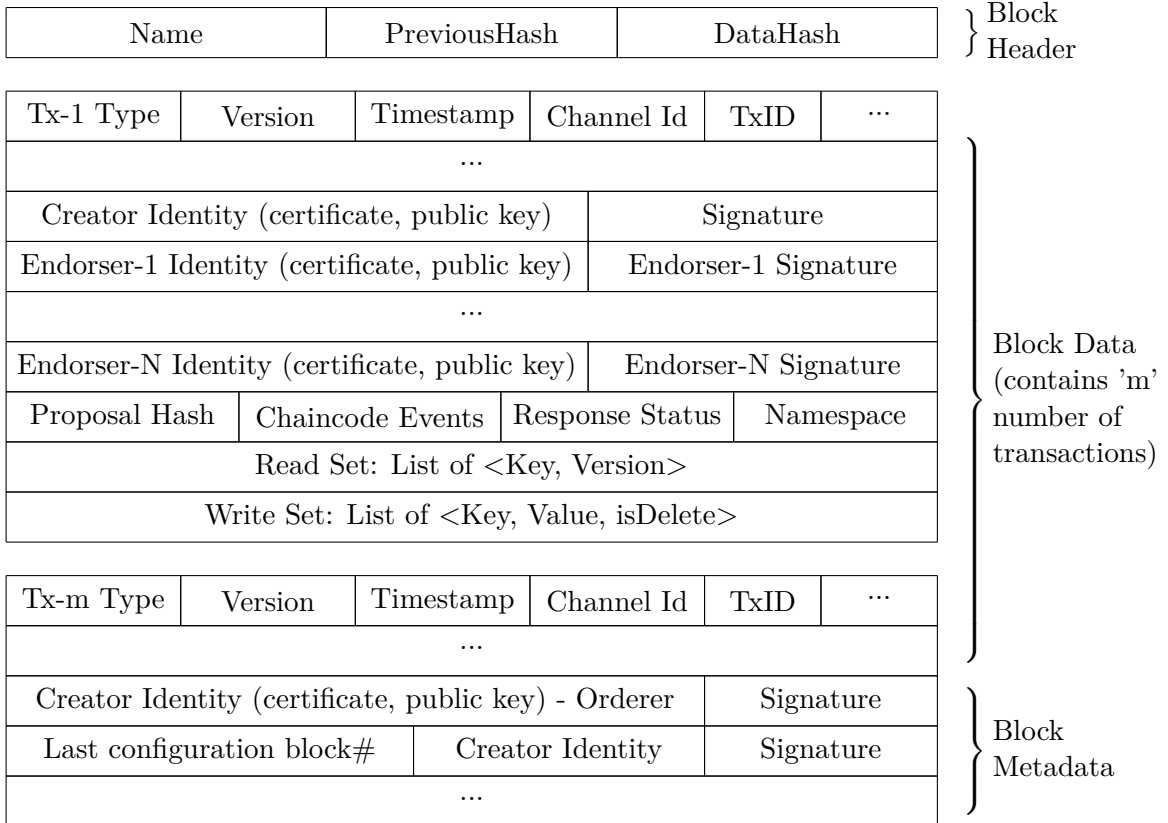 Name PreviousHash DataHash
Block
Header
Tx-1 Type Version Timestamp Channel Id TxID ...
...
Creator Identity (certificate, public key) Signature
Endorser-1 Identity (certificate, public key) Endorser-1 Signature
...
Endorser-N Identity (certificate, public key) Endorser-N Signature
Proposal Hash Chaincode Events Response Status Namespace
Read Set: List of <Key, Version>
Write Set: List of <Key, Value, isDelete>
Block Data
(contains 'm'
number of
transactions)
Tx-m Type Version Timestamp Channel Id TxID ...
...
Creator Identity (certificate, public key) - Orderer Signature
Last configuration block# Creator Identity Signature
...
Block
Metadata